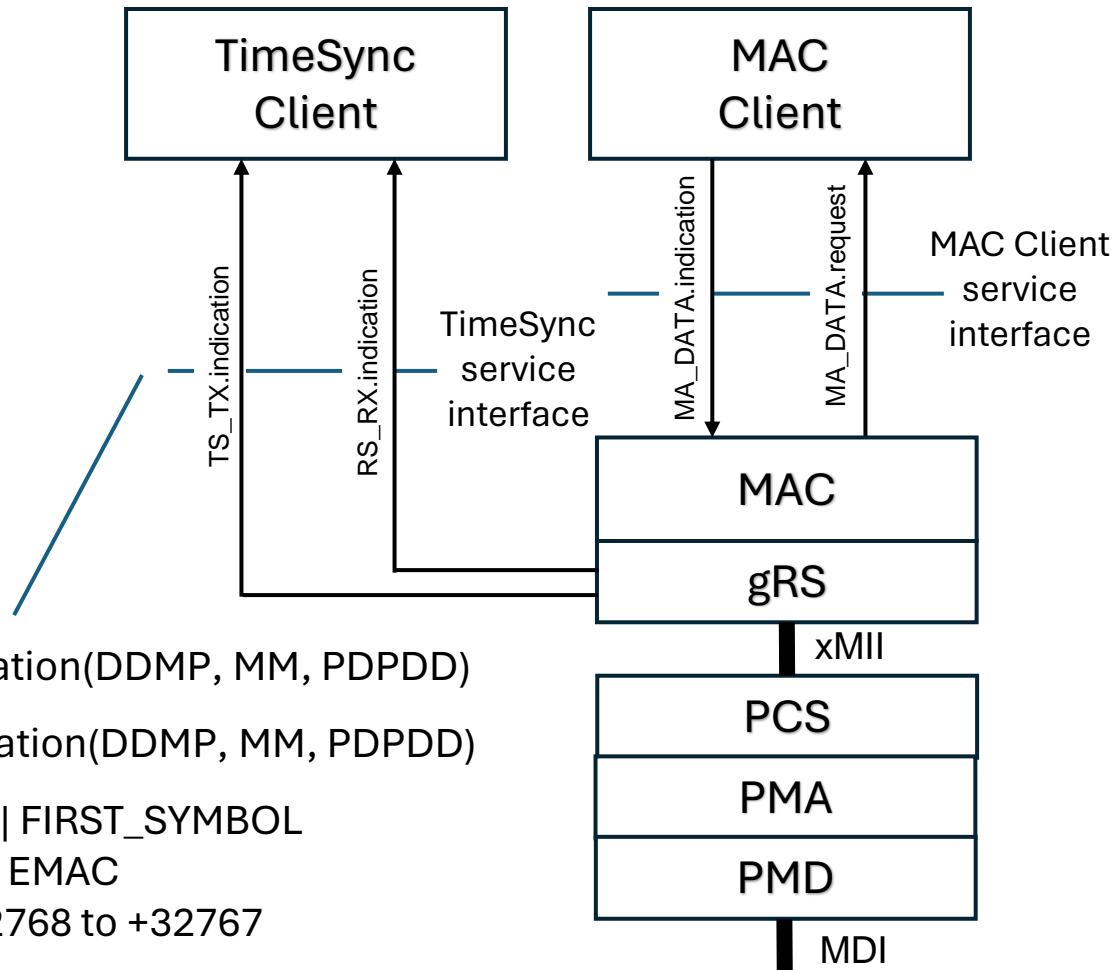 TimeSync
Client
MAC
Client
TS_TX.indication
RS_RX.indication
MA_DATA.indication
MA_DATA.request
MAC Client
service
interface
TimeSync
service
interface
MAC
gRS
xMII
ation(DDMP, MM, PDPDD)
ation(DDMP, MM, PDPDD)
| FIRST_SYMBOL
EMAC
2768 to +32767
PCS
PMA
PMD
MDI